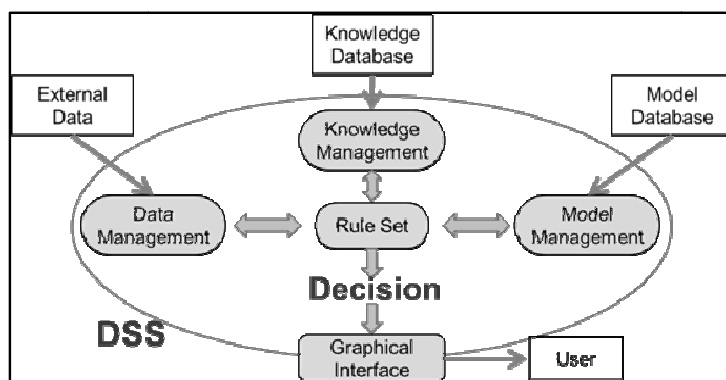 Knowledge
Database
External
Data
Model
Database
Knowledge
Management
Data
Management
Rule Set
Model
Management
Decision
DSS
Graphical
Interface
User